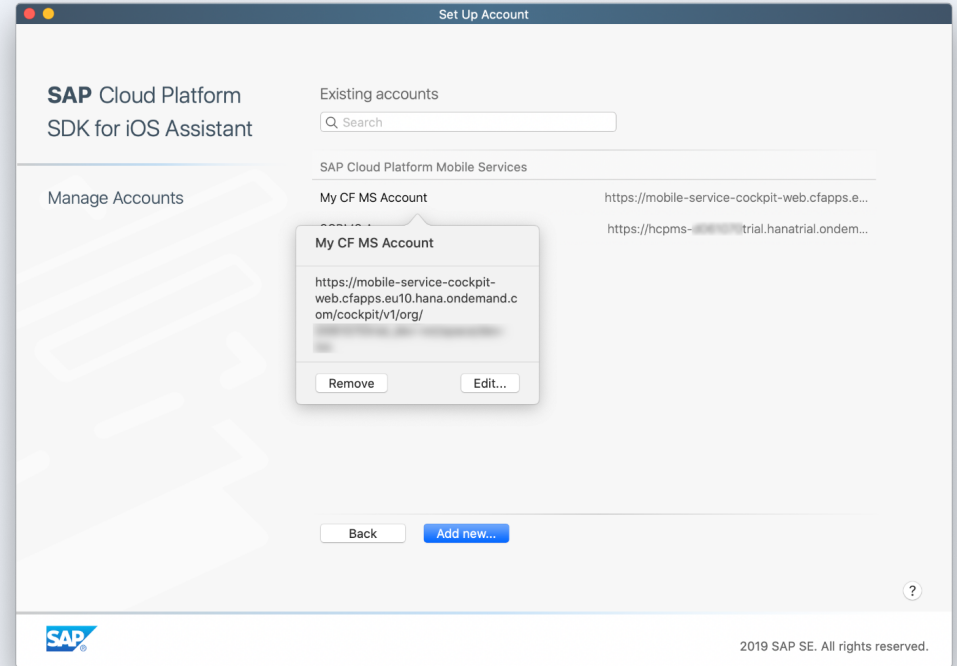 Set Up Account
SAP Cloud Platform
SDK for iOS Assistant
Manage Accounts
Existing accounts
Search
SAP Cloud Platform Mobile Services
My CF MS Account https://mobile-service-cockpit-web.cfapps.e...
https://hcpms- trial.hanatrial.ondem...
My CF MS Account
https://mobile-service-cockpit-
web.cfapps.eu10.hana.ondemand.c
om/cockpit/v1/org/
Remove Edit...
Back Add new...
?
SAP
2019 SAP SE. All rights reserved.